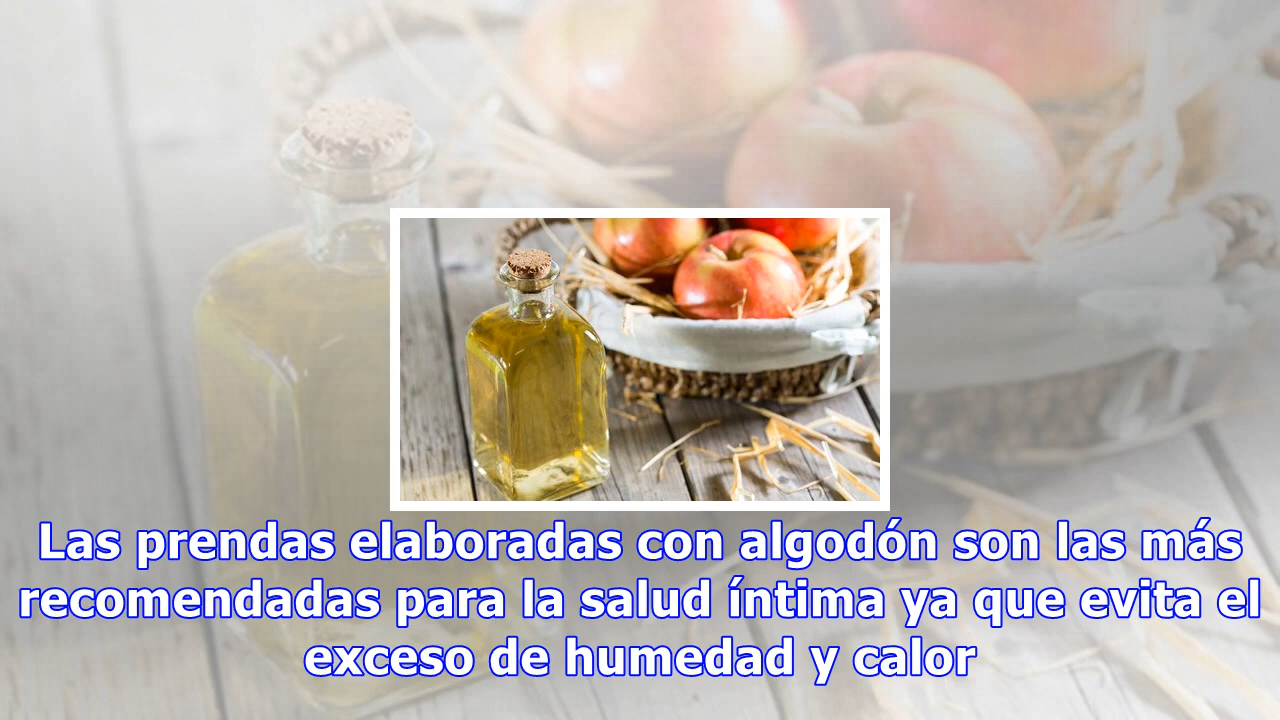 Las prendas elaboradas con algodón son las más
recomendadas para la salud íntima ya que evita el
exceso de humedad y calor